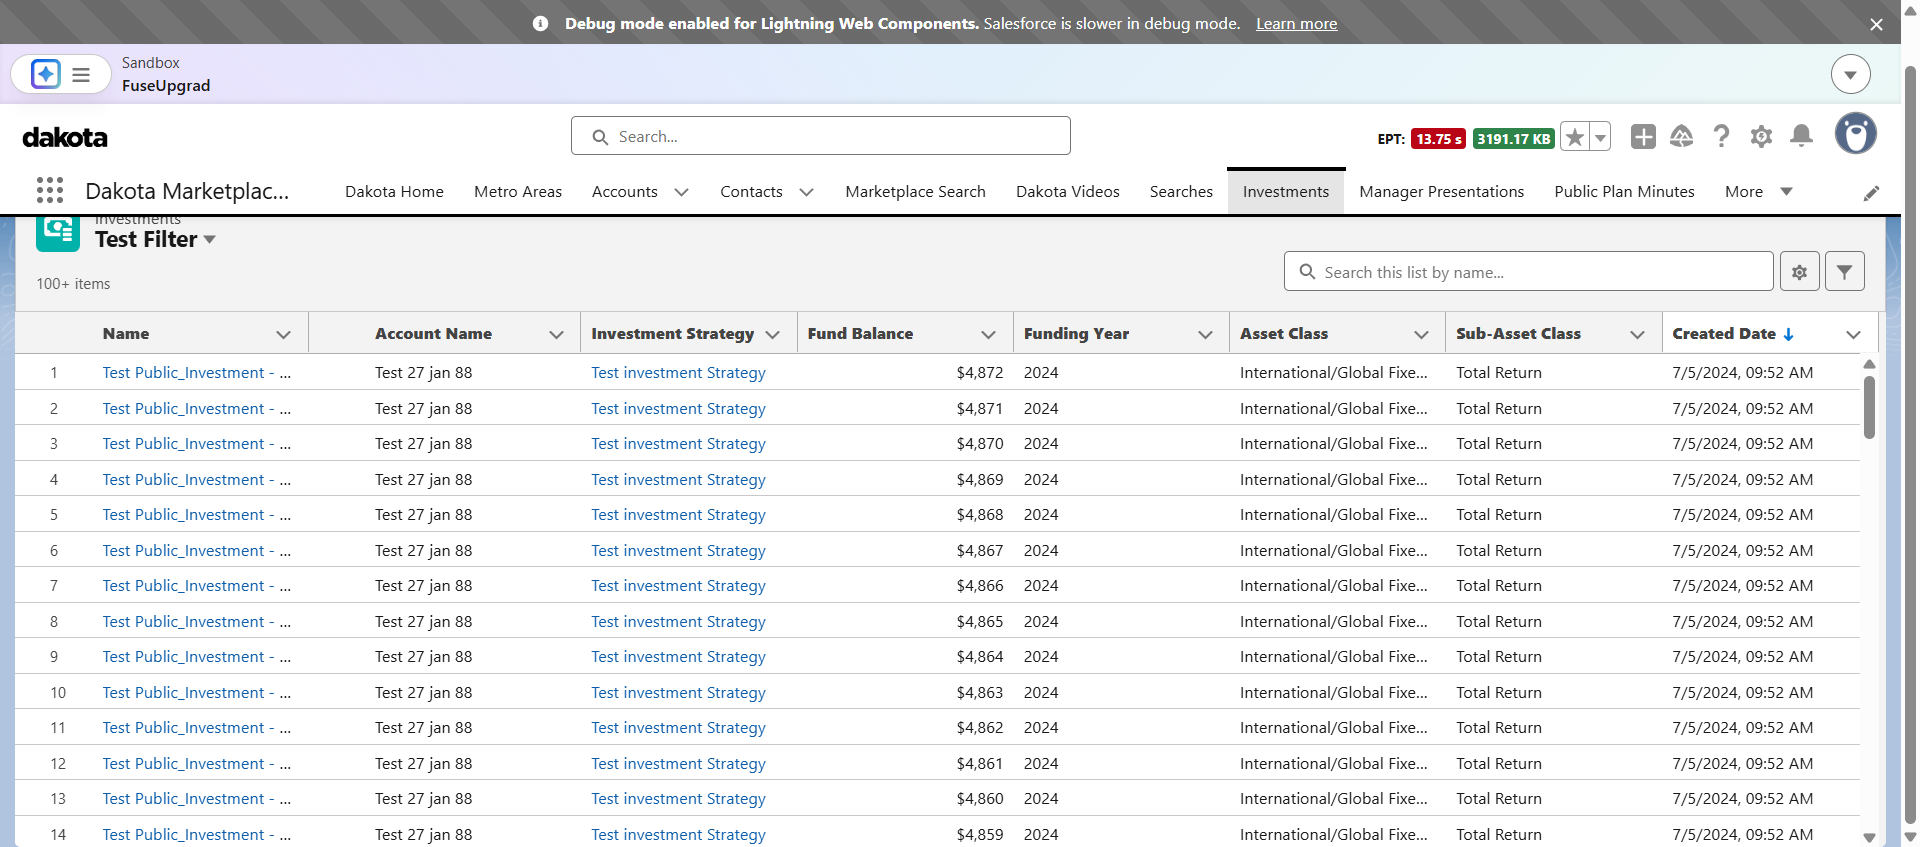 Debug mode enabled for Lightning Web Components. Salesforce is slower in debug mode. Learn more
Sandbox
FuseUpgrad
dakota
Search...
EPT: 13.75 s 3191.17 KB
Dakota Marketplac... Dakota Home Metro Areas Accounts Contacts Marketplace Search Dakota Videos Searches Investments Manager Presentations Public Plan Minutes More
Investments
Test Filter
100+ items
Search this list by name...
Name Account Name Investment Strategy Fund Balance Funding Year Asset Class Sub-Asset Class Created Date
1 Test Public_Investment - ... Test 27 jan 88 Test investment Strategy $4,872 2024 International/Global Fixe... Total Return 7/5/2024, 09:52 AM
2 Test Public_Investment - ... Test 27 jan 88 Test investment Strategy $4,871 2024 International/Global Fixe... Total Return 7/5/2024, 09:52 AM
3 Test Public_Investment - ... Test 27 jan 88 Test investment Strategy $4,870 2024 International/Global Fixe... Total Return 7/5/2024, 09:52 AM
4 Test Public_Investment - ... Test 27 jan 88 Test investment Strategy $4,869 2024 International/Global Fixe... Total Return 7/5/2024, 09:52 AM
5 Test Public_Investment - ... Test 27 jan 88 Test investment Strategy $4,868 2024 International/Global Fixe... Total Return 7/5/2024, 09:52 AM
6 Test Public_Investment - ... Test 27 jan 88 Test investment Strategy $4,867 2024 International/Global Fixe... Total Return 7/5/2024, 09:52 AM
7 Test Public_Investment - ... Test 27 jan 88 Test investment Strategy $4,866 2024 International/Global Fixe... Total Return 7/5/2024, 09:52 AM
8 Test Public_Investment - ... Test 27 jan 88 Test investment Strategy $4,865 2024 International/Global Fixe... Total Return 7/5/2024, 09:52 AM
9 Test Public_Investment - ... Test 27 jan 88 Test investment Strategy $4,864 2024 International/Global Fixe... Total Return 7/5/2024, 09:52 AM
10 Test Public_Investment - ... Test 27 jan 88 Test investment Strategy $4,863 2024 International/Global Fixe... Total Return 7/5/2024, 09:52 AM
11 Test Public_Investment - ... Test 27 jan 88 Test investment Strategy $4,862 2024 International/Global Fixe... Total Return 7/5/2024, 09:52 AM
12 Test Public_Investment - ... Test 27 jan 88 Test investment Strategy $4,861 2024 International/Global Fixe... Total Return 7/5/2024, 09:52 AM
13 Test Public_Investment - ... Test 27 jan 88 Test investment Strategy $4,860 2024 International/Global Fixe... Total Return 7/5/2024, 09:52 AM
14 Test Public_Investment - ... Test 27 jan 88 Test investment Strategy $4,859 2024 International/Global Fixe... Total Return 7/5/2024, 09:52 AM